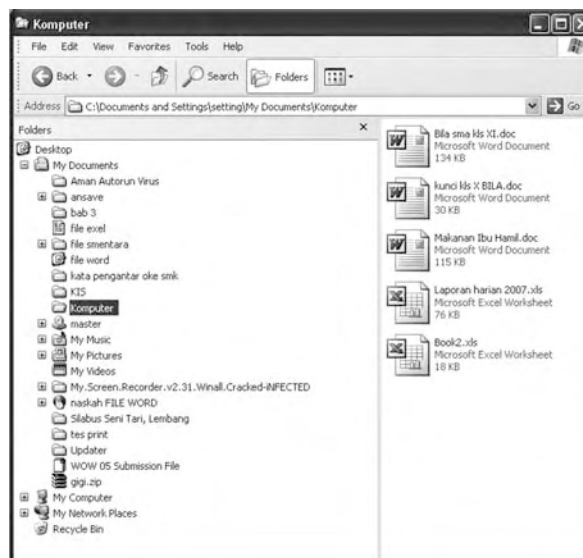 Komputer
File Edit View Favorites Tools Help
Back Search Folders
Address C:\Documents and Settings\setting\My Documents\Komputer Go
Folders
Desktop
My Documents
Aman Autorun Virus
ansave
bab 3
file exel
file smentara
file word
kata pengantar oke smk
KIS
Komputer
master
My Music
My Pictures
My Videos
My.Screen.Recorder.v2.31.Winall.Cracked-iNFECTED
naskah FILE WORD
Silabus Seni Tari, Lembang
tes print
Updater
WOW 05 Submission File
gigi.zip
My Computer
My Network Places
Recycle Bin
Bila sma kls XI.doc
Microsoft Word Document
134 KB
kunci kls X BILA.doc
Microsoft Word Document
30 KB
Makanan Ibu Hamil.doc
Microsoft Word Document
115 KB
Laporan harian 2007.xls
Microsoft Excel Worksheet
76 KB
Book2.xls
Microsoft Excel Worksheet
18 KB